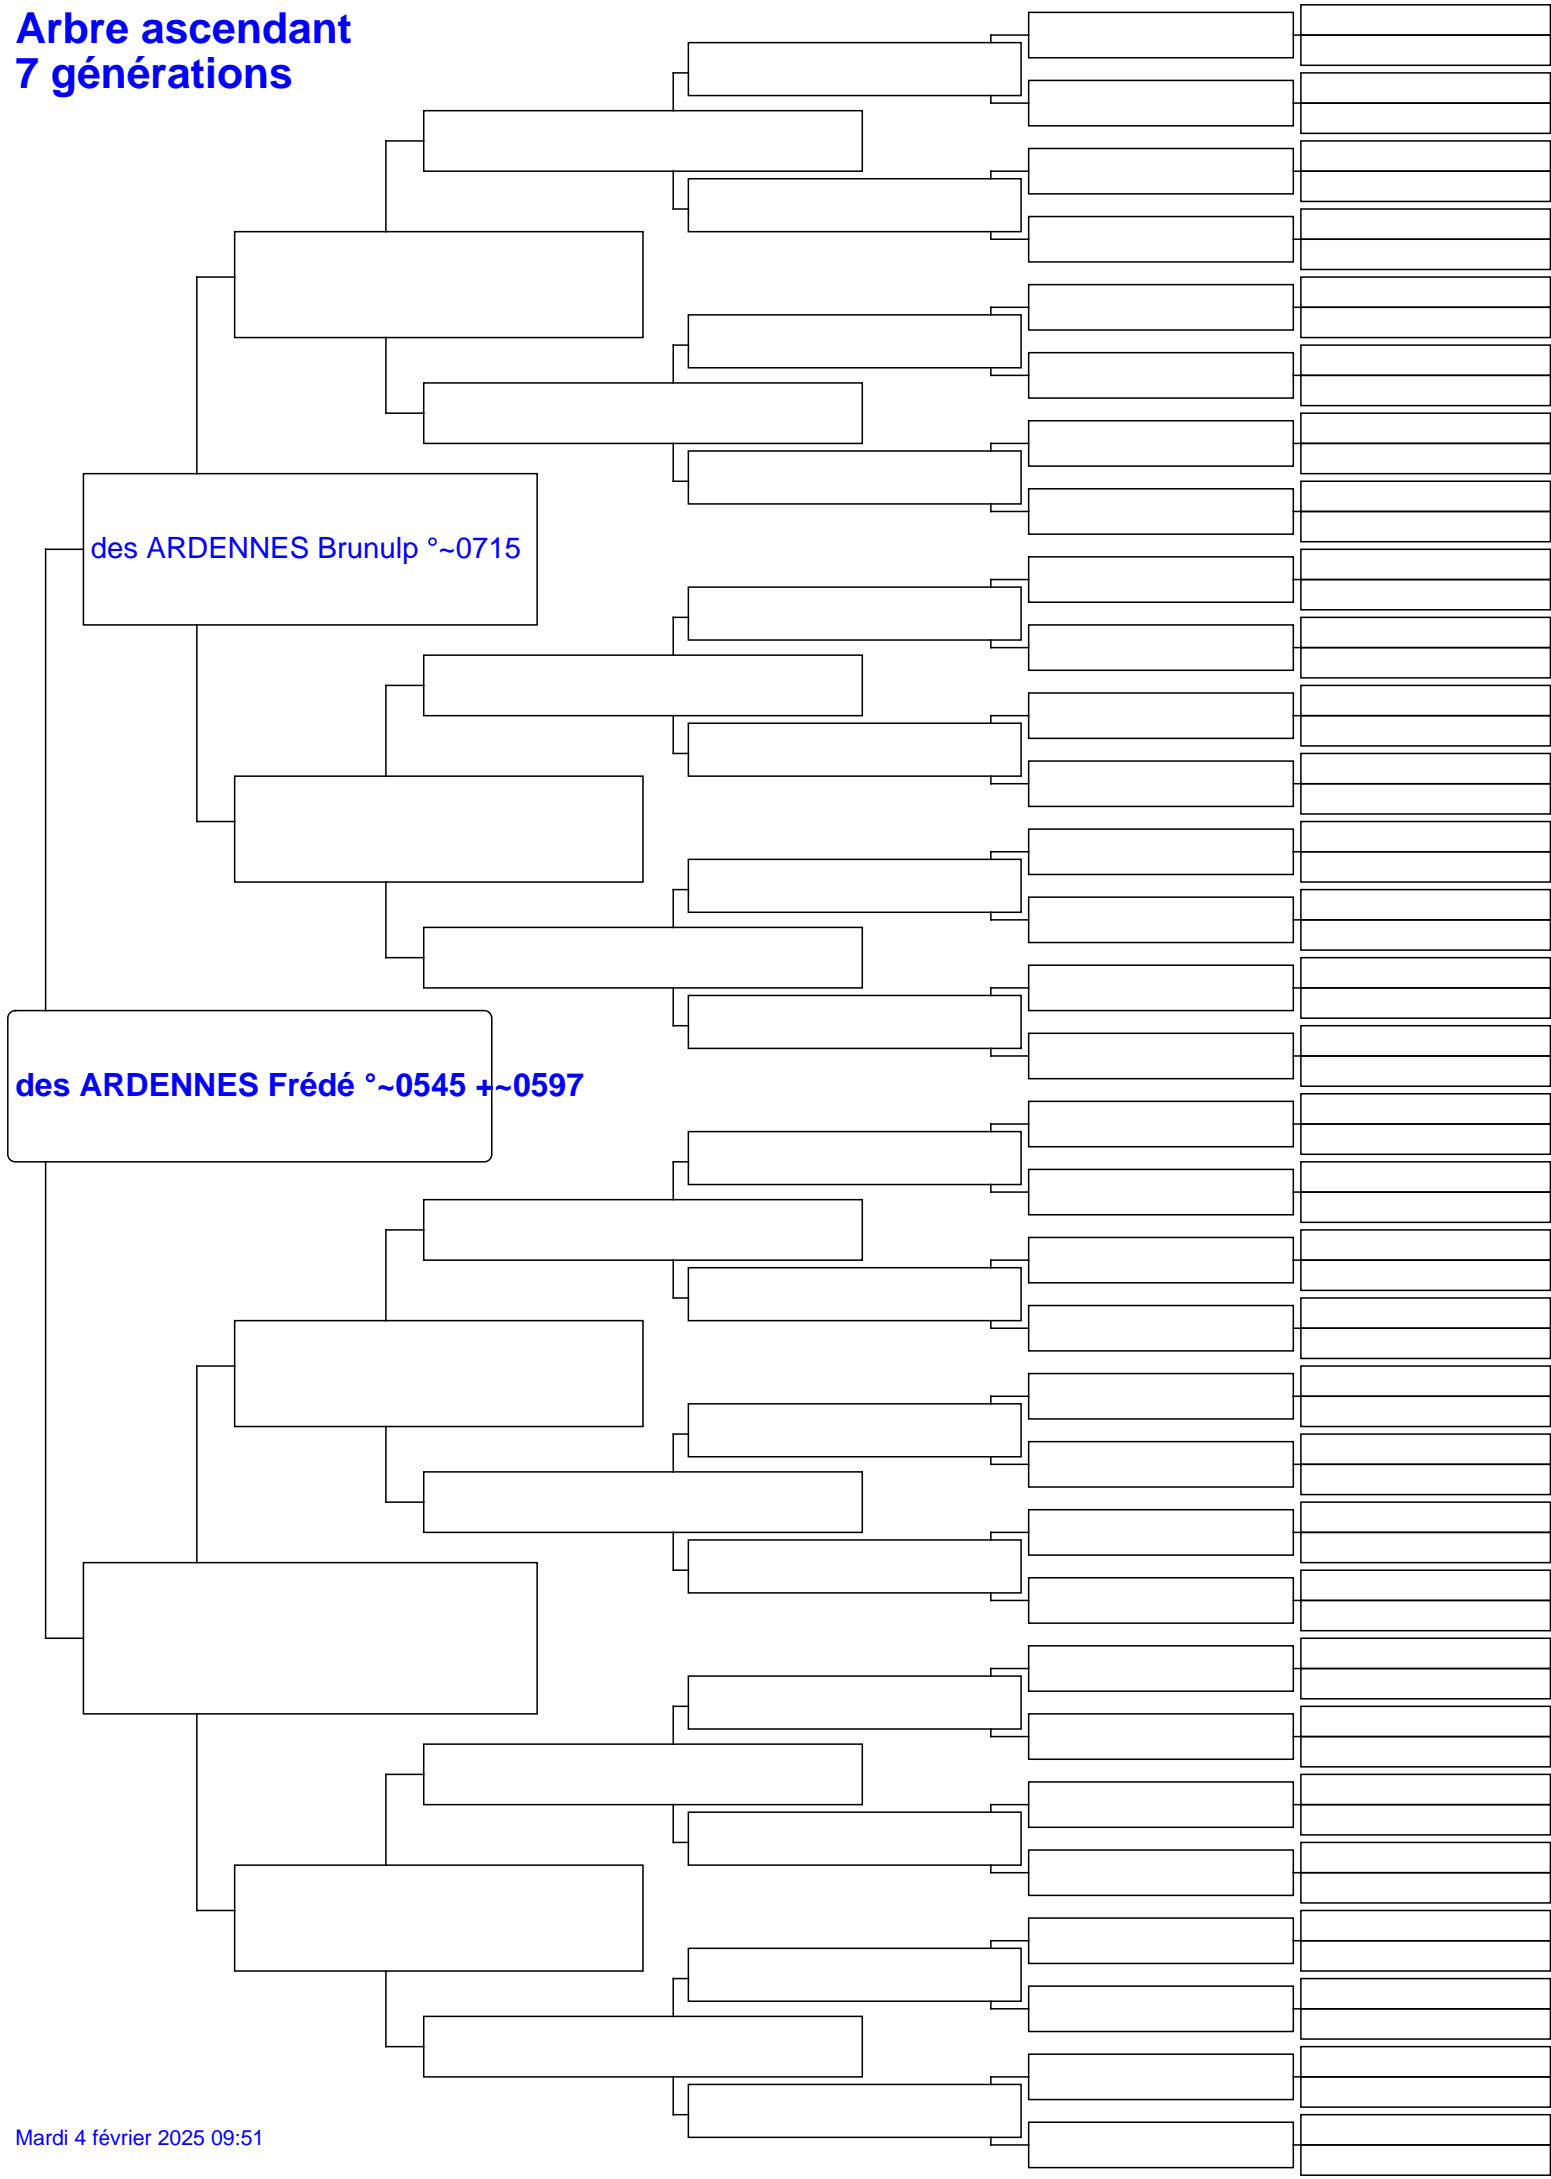 Arbre ascendant
7 générations
des ARDENNES Brunulp °~0715
des ARDENNES Frédé °~0545 +~0597
Mardi 4 février 2025 09:51